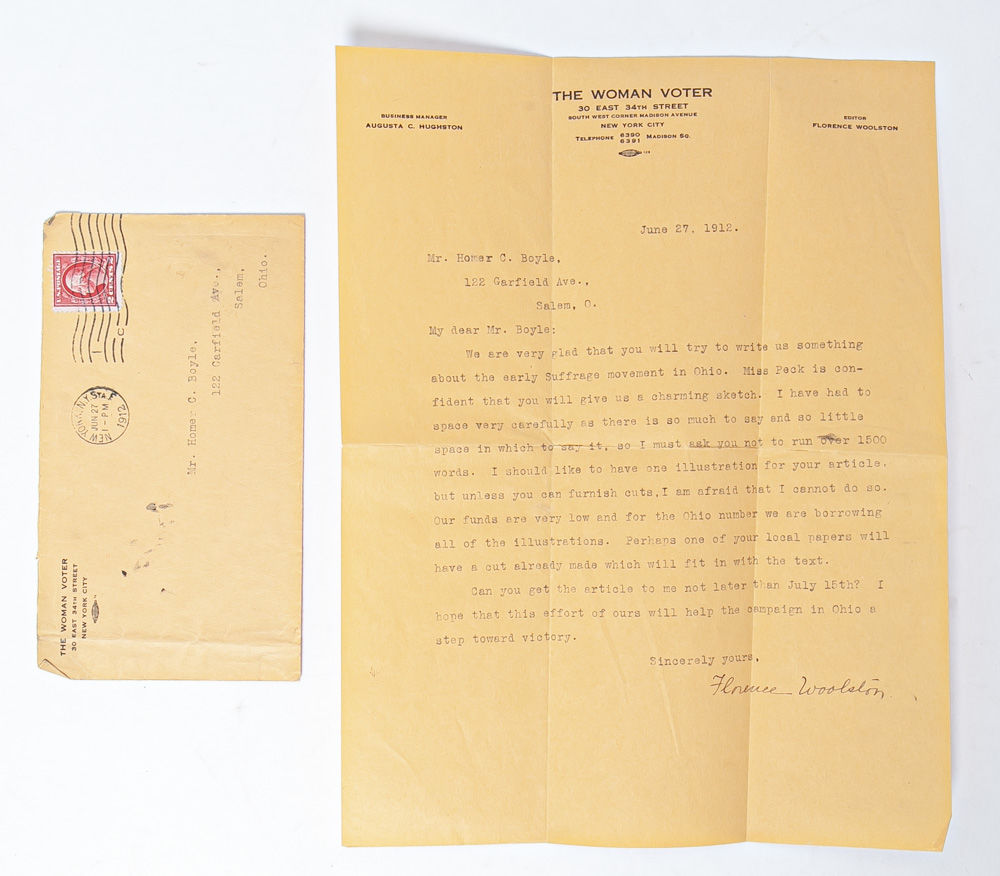 THE WOMAN VOTER
30 EAST 34TH STREET
SOUTH WEST CORNER MADISON AVENUE
NEW YORK CITY
TELEPHONE 6390 6391 MADISON SQ.
BUSINESS MANAGER
AUGUSTA C. HUGHSTON
EDITOR
FLORENCE WOOLSTON
June 27, 1912.
Mr. Homer C. Boyle,
122 Garfield Ave.,
Salem, O.
My dear Mr. Boyle:
We are very glad that you will try to write us something
about the early Suffrage movement in Ohio. Miss Peck is con-
fident that you will give us a charming sketch. I have had to
space very carefully as there is so much to say and so little
space in which to say it, so I must ask you not to run over 1500
words. I should like to have one illustration for your article,
but unless you can furnish cuts, I am afraid that I cannot do so.
Our funds are very low and for the Ohio number we are borrowing
all of the illustrations. Perhaps one of your local papers will
have a cut already made which will fit in with the text.
Can you get the article to me not later than July 15th? I
hope that this effort of ours will help the campaign in Ohio a
step toward victory.
Sincerely yours,
Florence Woolston
U.S. POSTAGE
2 CENTS 2
NEW YORK, N.Y. STA. F
JUN 27
1-PM
1912
1
C
Mr. Homer C. Boyle,
122 Garfield Ave.,
Salem,
Ohio.
THE WOMAN VOTER
30 EAST 34TH STREET
NEW YORK CITY